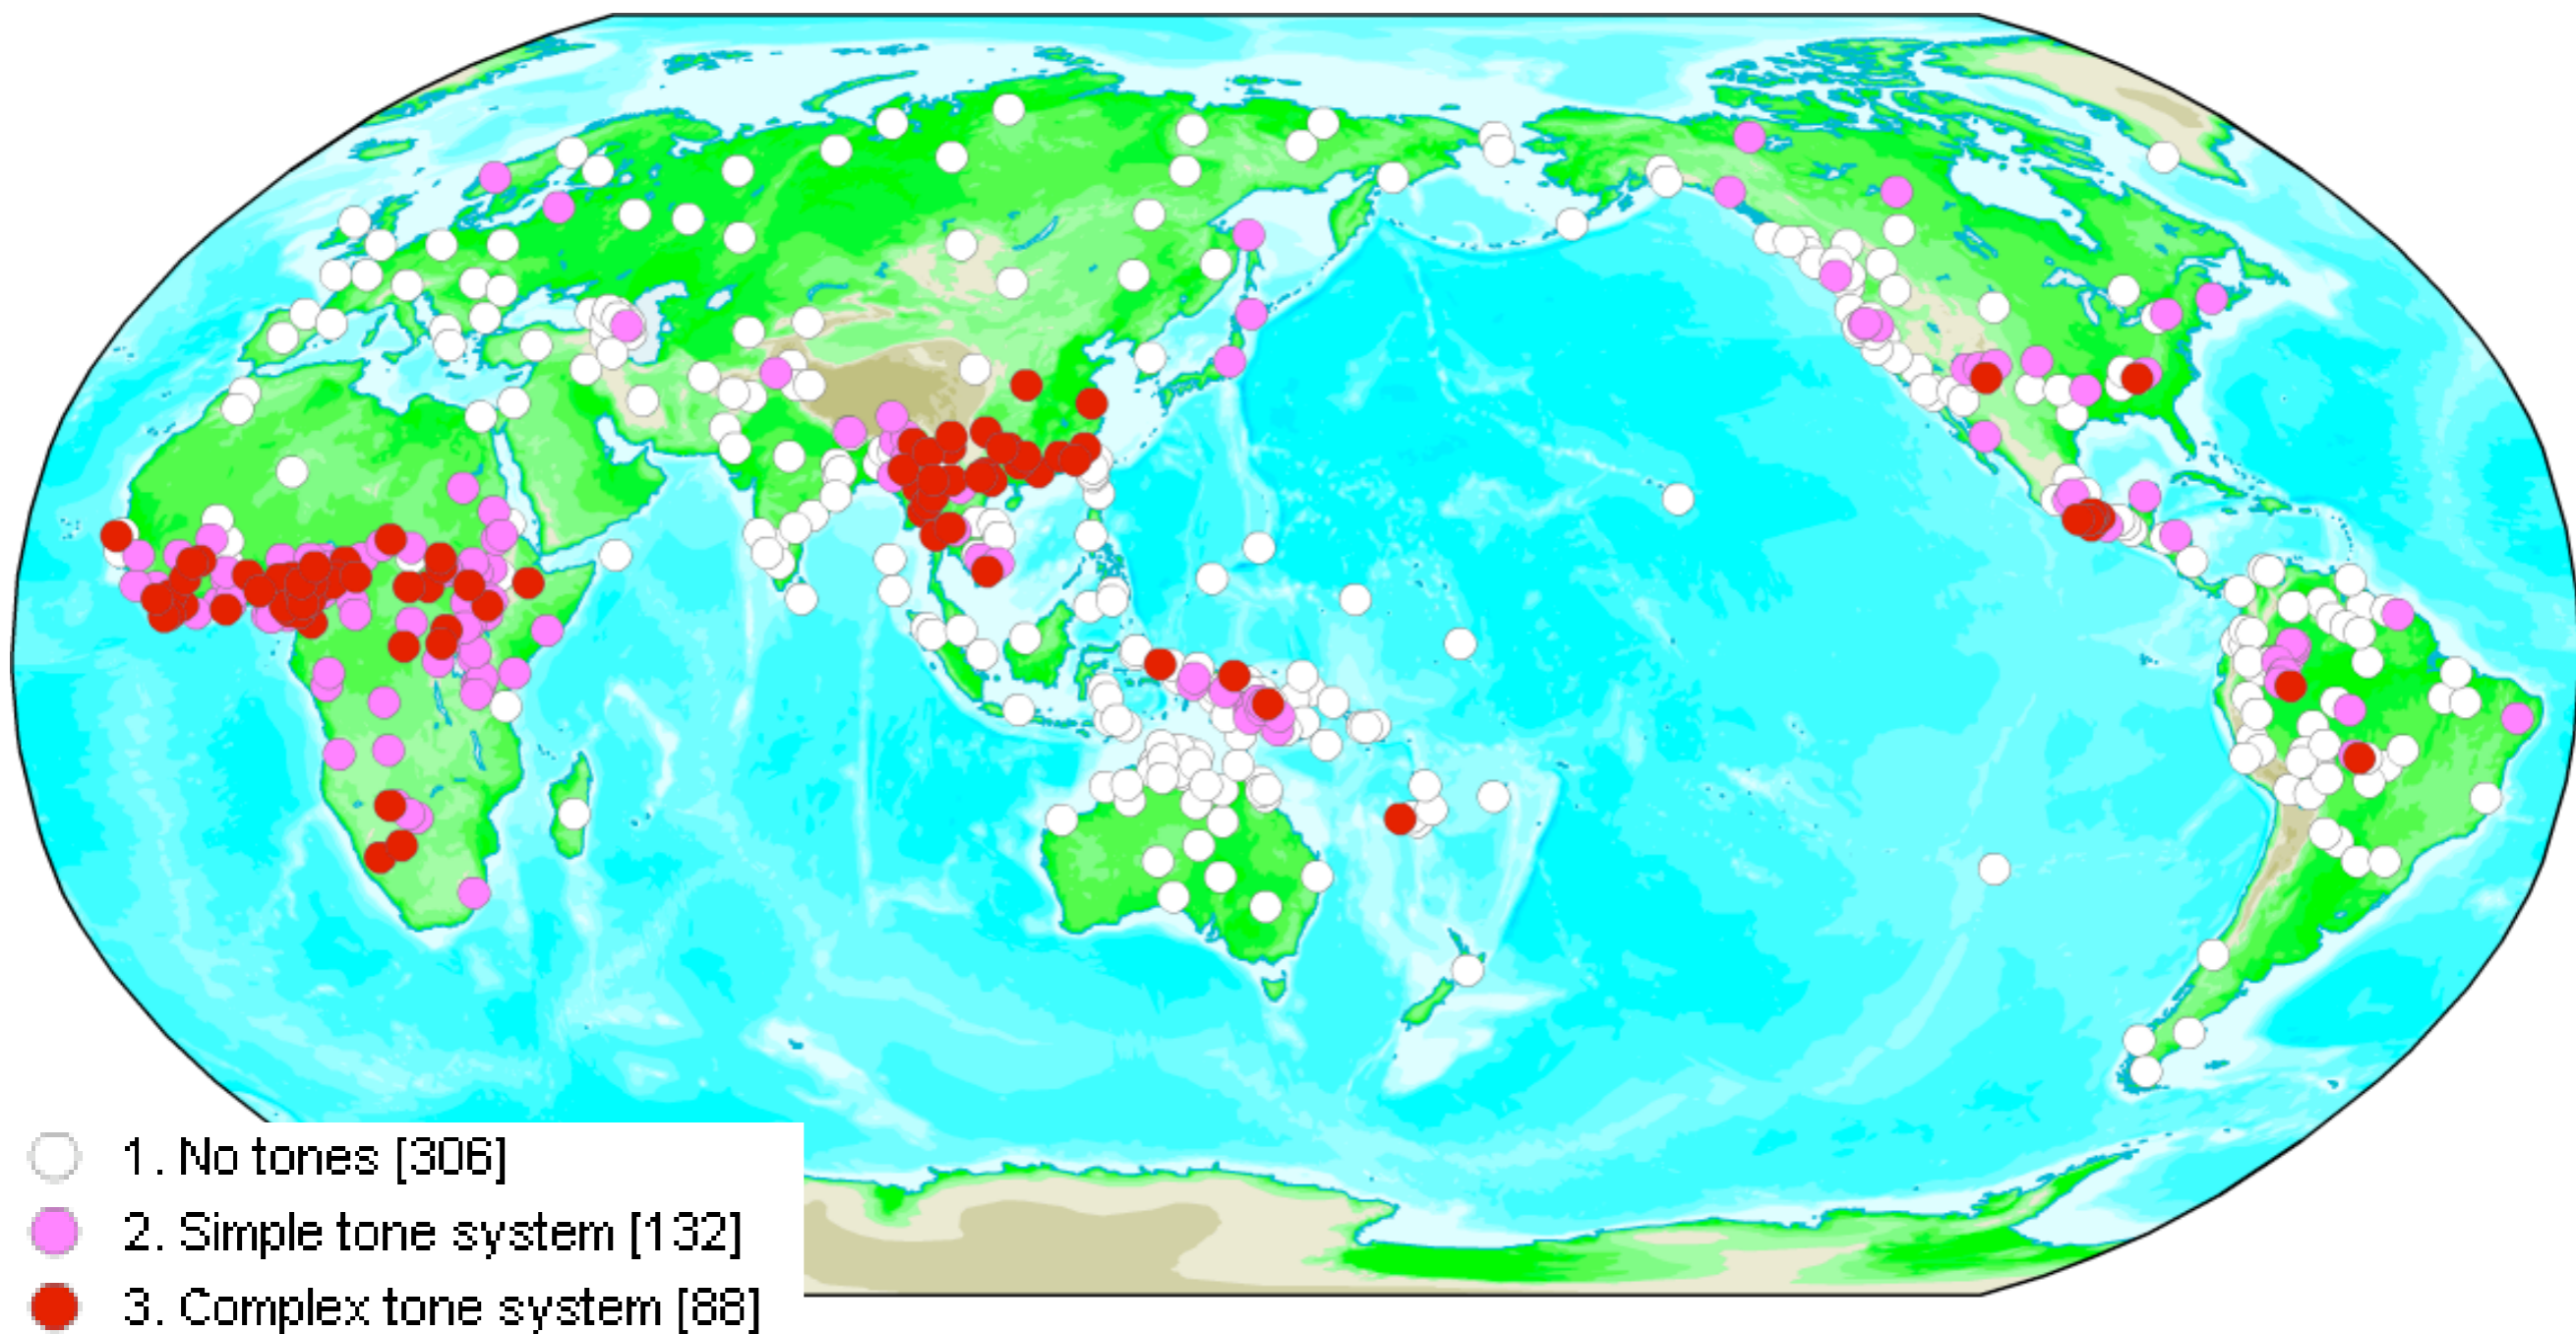 1. No tones [306]
2. Simple tone system [132]
3. Complex tone system [88]